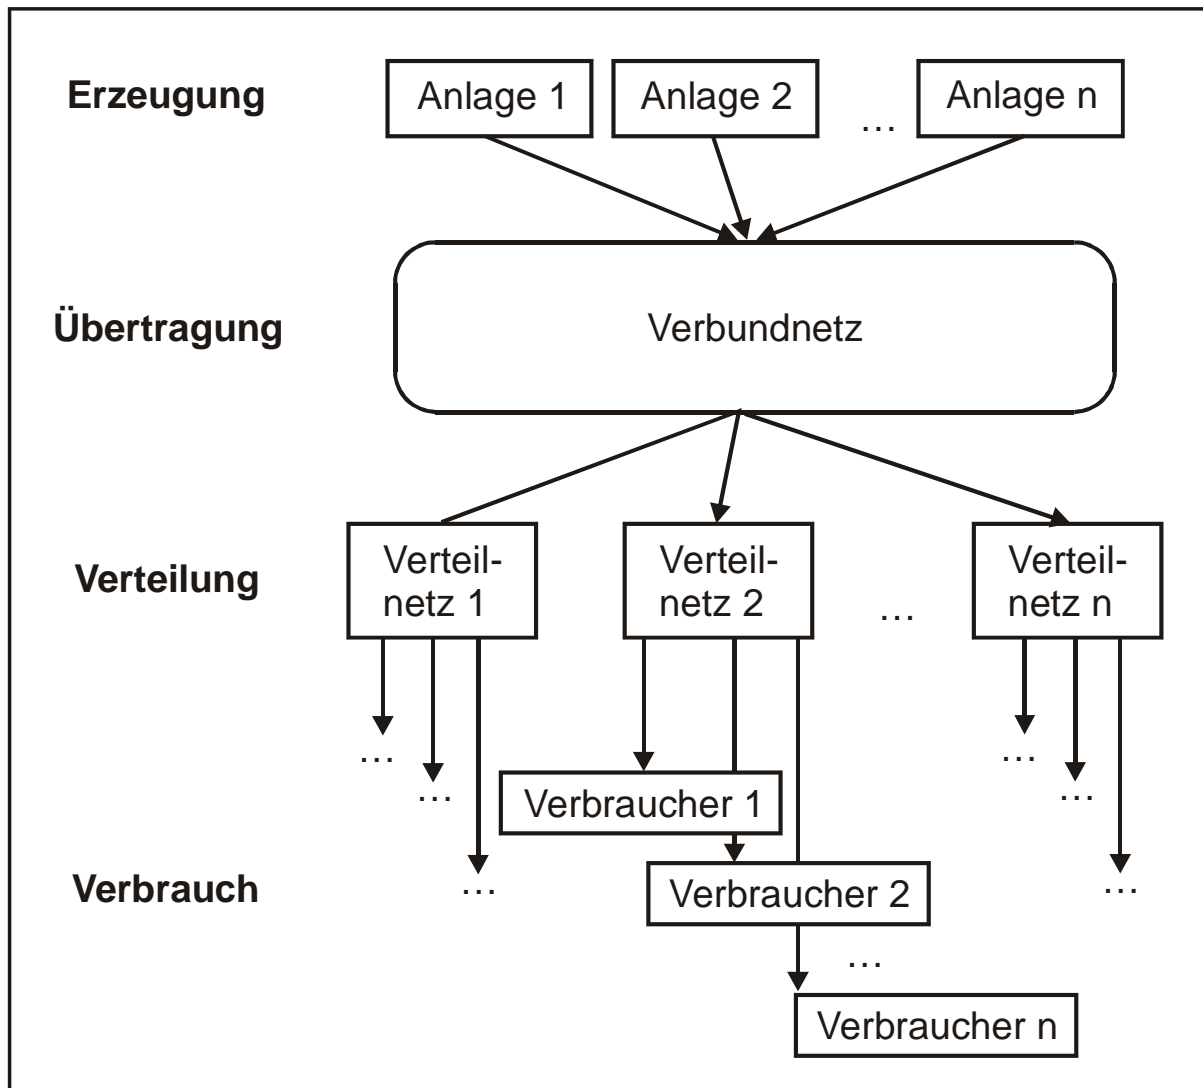 Erzeugung
Anlage 1
Anlage 2
…
Anlage n
Übertragung
Verbundnetz
Verteilung
Verteil-
netz 1
Verteil-
netz 2
…
Verteil-
netz n
…
…
…
…
…
…
Verbrauch
Verbraucher 1
Verbraucher 2
…
Verbraucher n